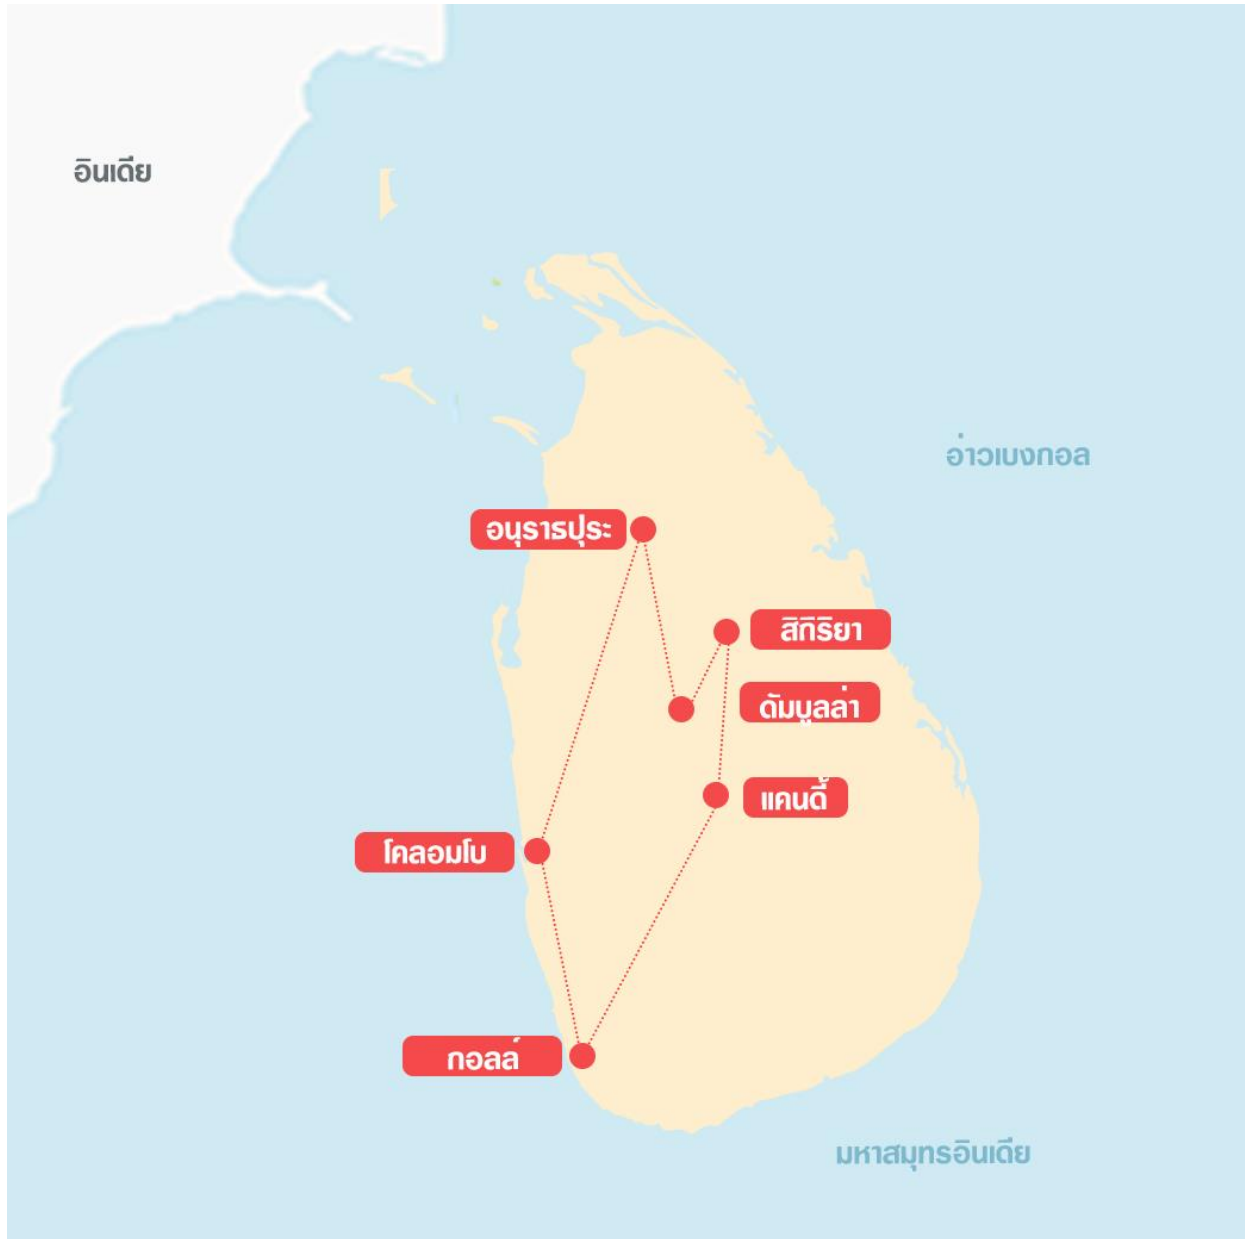 อินเดีย
อ่าวเบงกอล
อนุราธปุระ
สิกิริยา
ดัมบูลล่า
แคนดี้
โคลอมโบ
กอลล์
มหาสมุทรอินเดีย